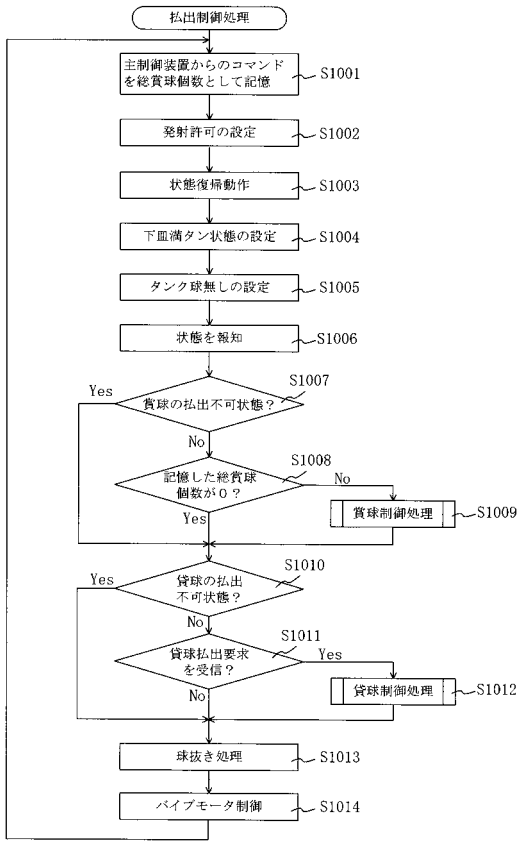 払出制御処理
主制御装置からのコマンド
を総賞球個数として記憶
S1001
発射許可の設定
S1002
状態復帰動作
S1003
下皿満タン状態の設定
S1004
タンク球無しの設定
S1005
状態を報知
S1006
S1007
Yes
賞球の払出不可状態?
No
S1008
記憶した総賞球
個数が0?
No
Yes
賞球制御処理
S1009
S1010
Yes
貸球の払出
不可状態?
No
S1011
貸球払出要求
を受信?
Yes
No
貸球制御処理
S1012
球抜き処理
S1013
バイブモータ制御
S1014